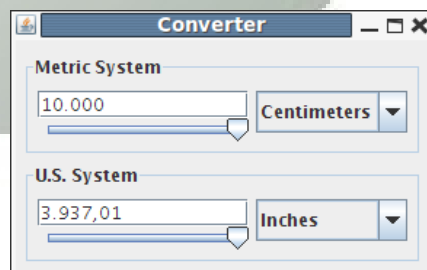 Converter
Metric System
10.000
Centimeters
U.S. System
3.937,01
Inches